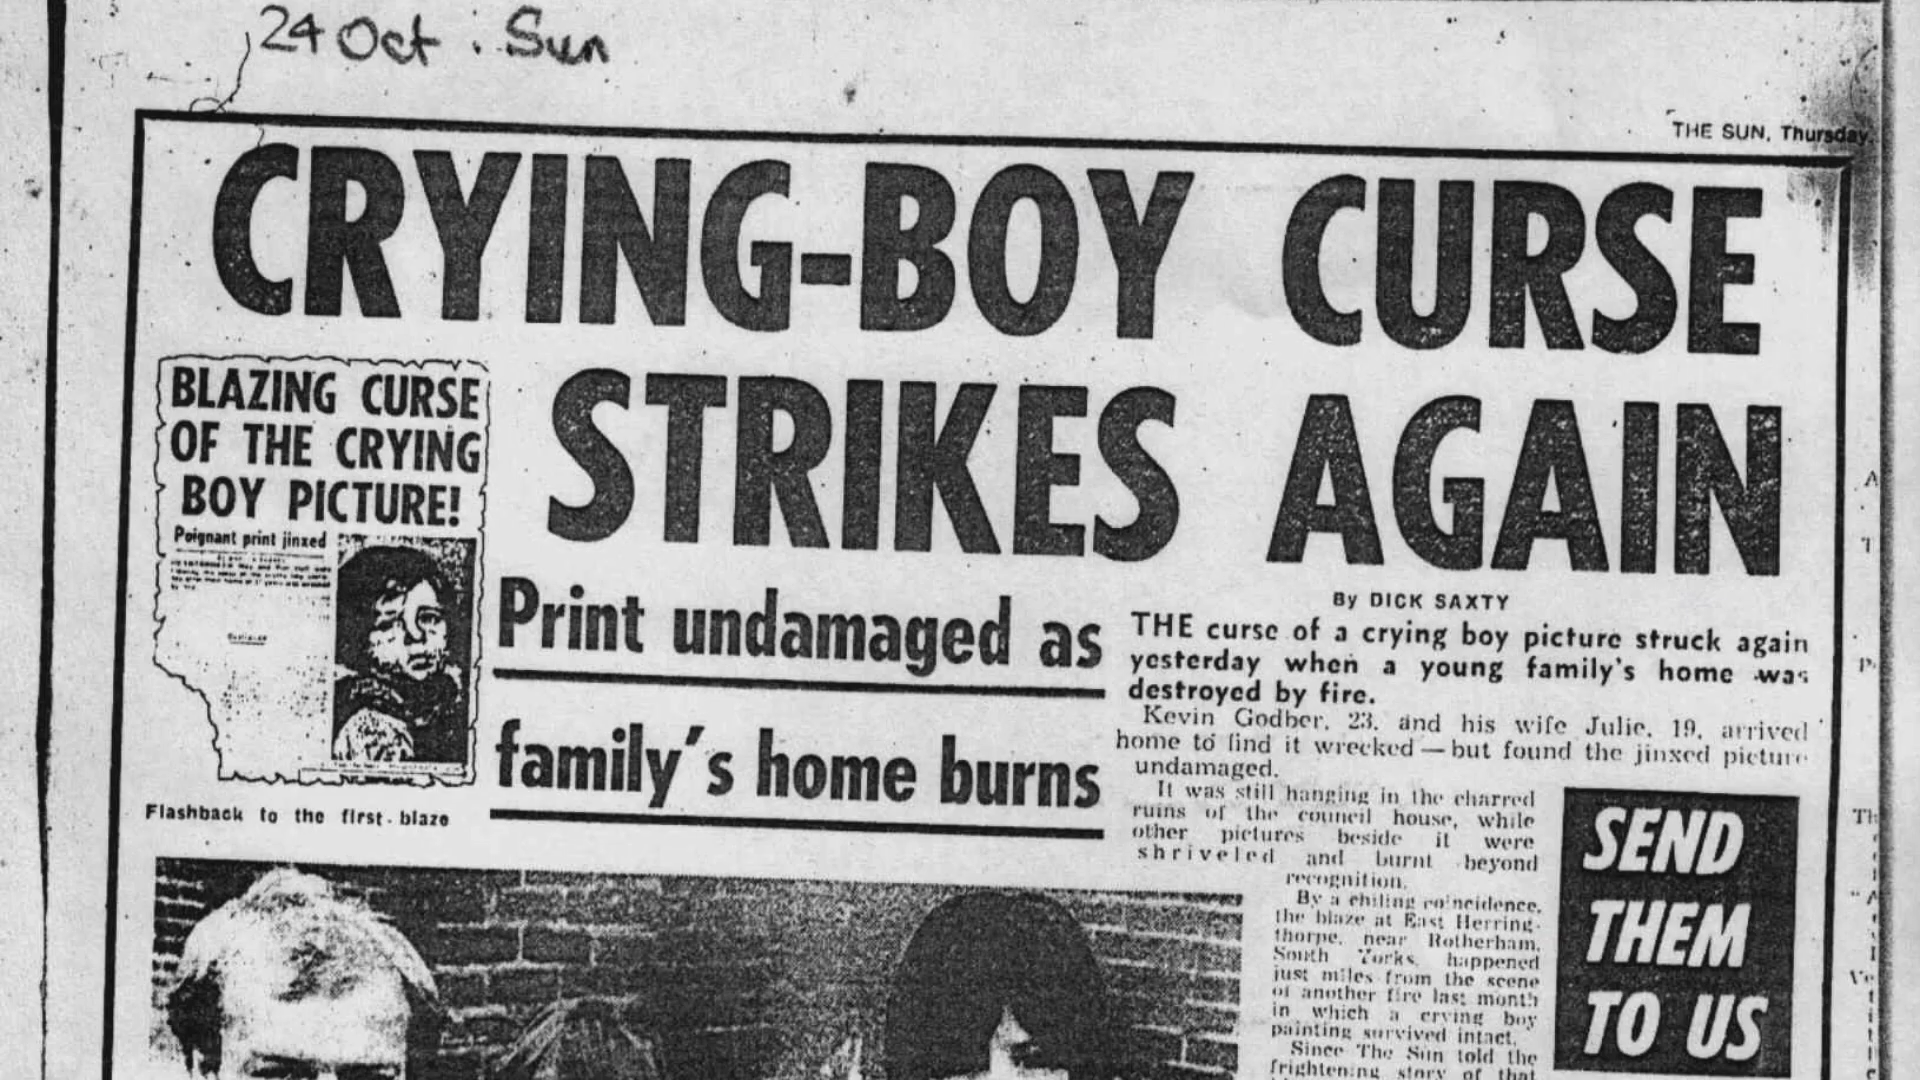 24 Oct : Sun
THE SUN, Thursday
CRYING-BOY CURSE
STRIKES AGAIN
BLAZING CURSE
OF THE CRYING
BOY PICTURE!
Poignant print jinxed
Flashback to the first blaze
Print undamaged as
family's home burns
By DICK SAXTY
THE curse of a crying boy picture struck again
yesterday when a young family's home was
destroyed by fire.
Kevin Godber, 23, and his wife Julie, 19, arrived
home to find it wrecked — but found the jinxed picture
undamaged.
It was still hanging in the charred
ruins of the council house, while
other pictures beside it were
shriveled and burnt beyond
recognition.
By a chiling coincidence,
the blaze at East Herring-
thorpe, near Rotherham,
South Yorks, happened
just miles from the scene
of another fire last month
in which a crying boy
painting survived intact.
Since The Sun told the
frightening story of that
SEND
THEM
TO US